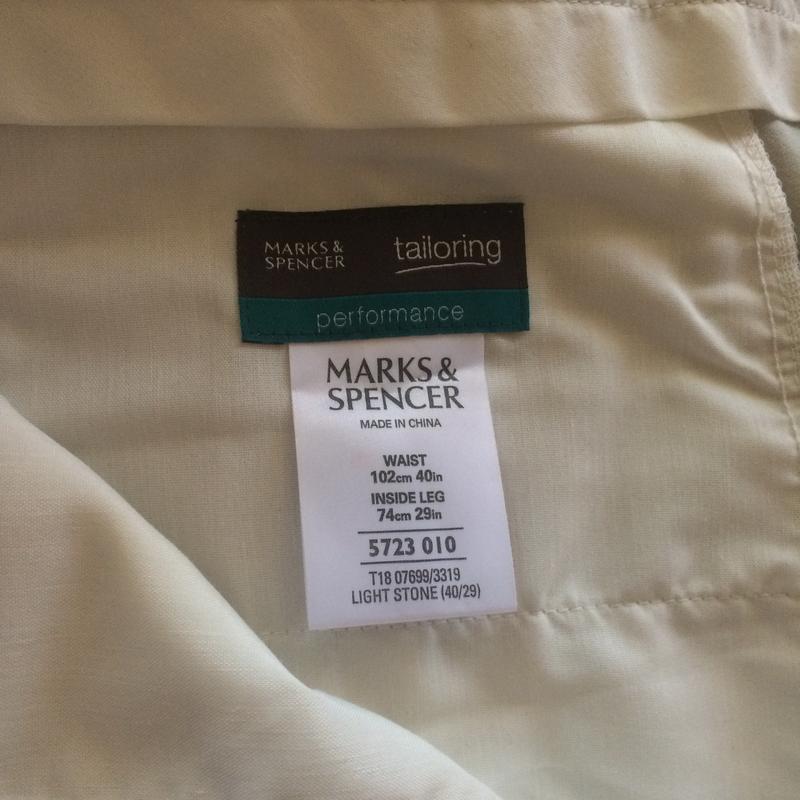 MARKS &
SPENCER
tailoring
performance
MARKS &
SPENCER
MADE IN CHINA
WAIST
102cm 40in
INSIDE LEG
74cm 29in
5723 010
T18 07699/3319
LIGHT STONE (40/29)